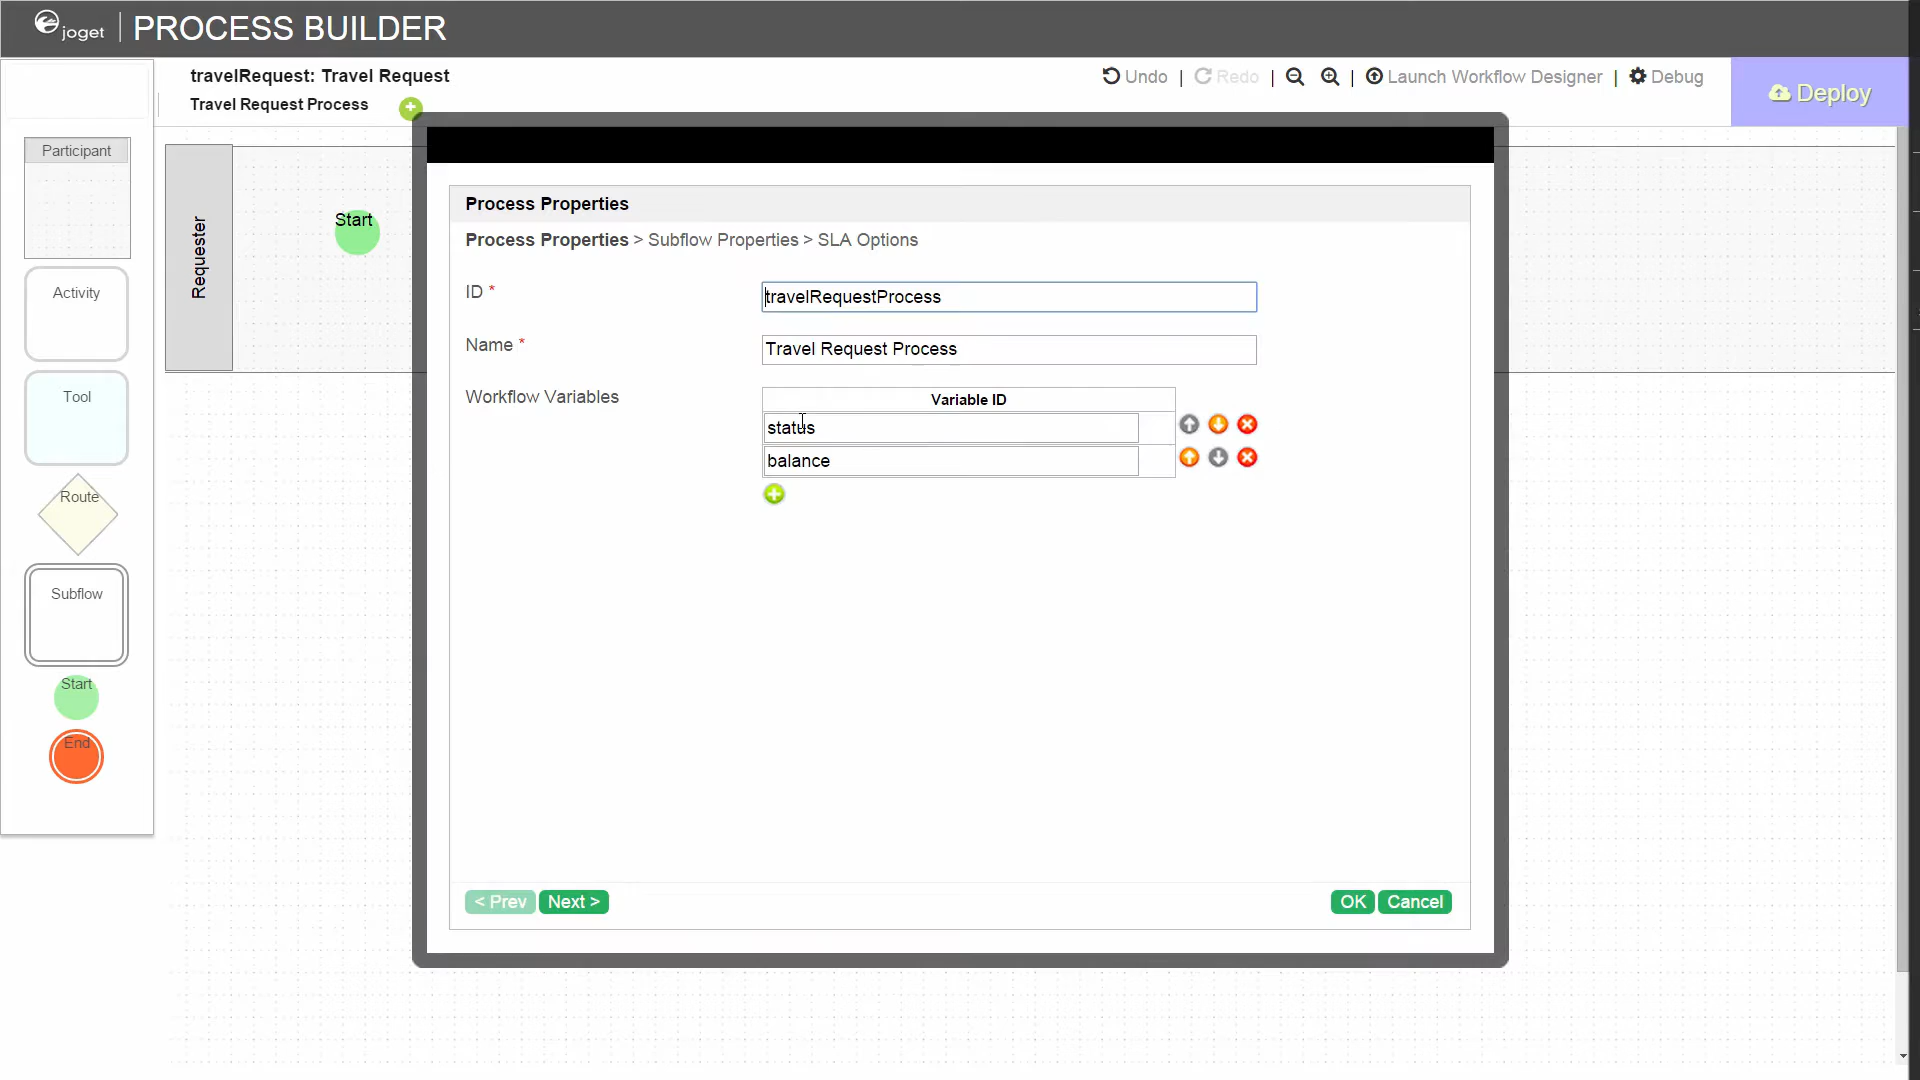 joget | PROCESS BUILDER
travelRequest: Travel Request
Travel Request Process
Undo | Redo | | Launch Workflow Designer | Debug
Deploy
Participant
Activity
Tool
Route
Subflow
Start
End
Requester
Start
Process Properties
Process Properties > Subflow Properties > SLA Options
ID *
travelRequestProcess
Name *
Travel Request Process
Workflow Variables
Variable ID
status
balance
< Prev Next >
OK Cancel